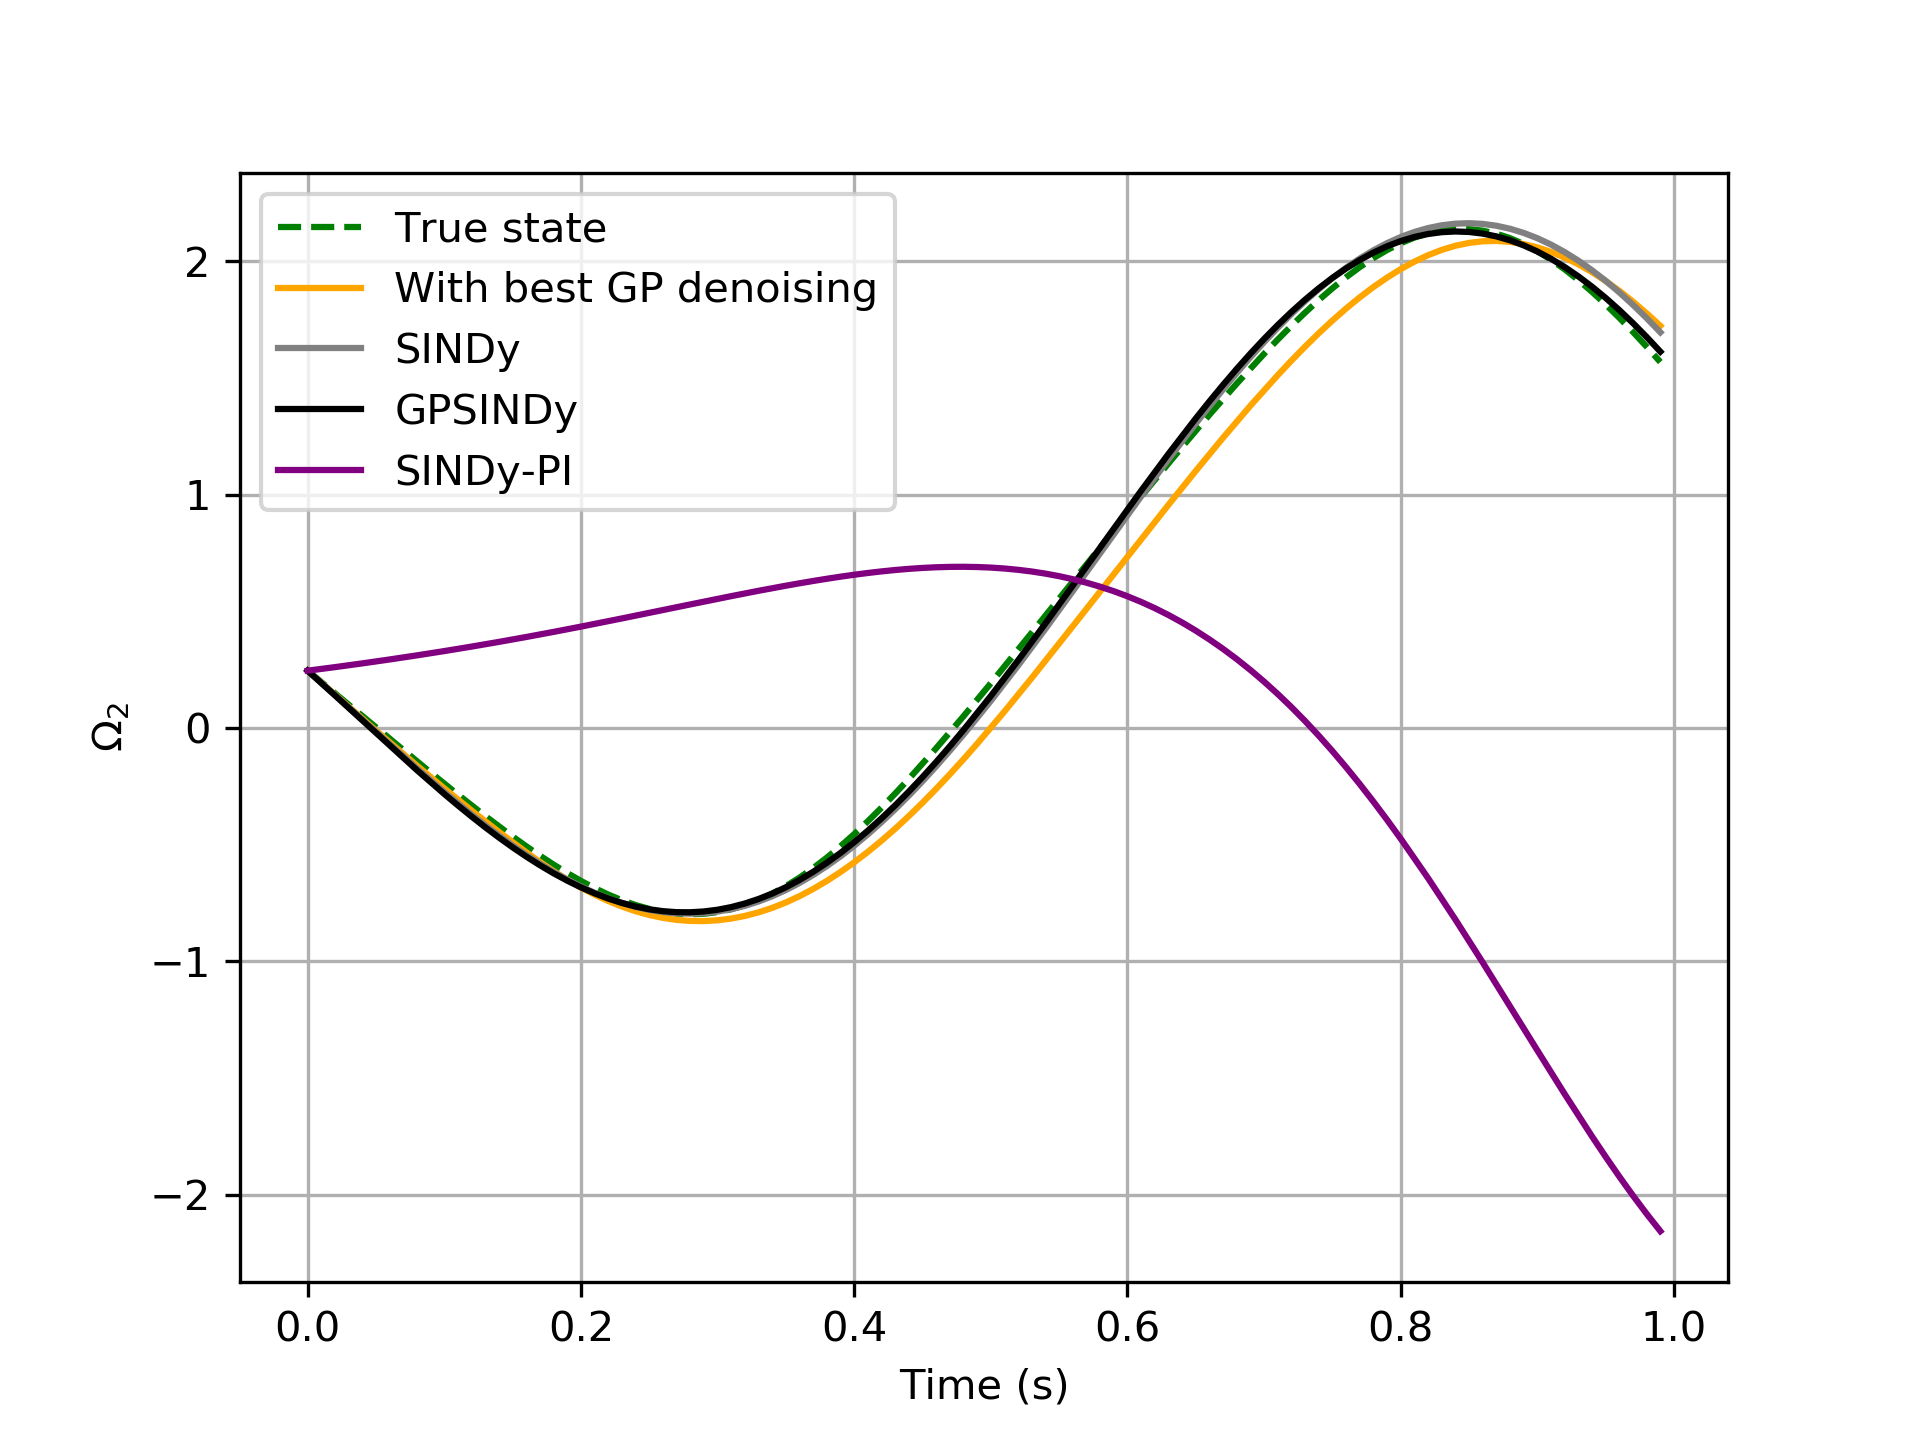 True state
With best GP denoising
SINDy
GPSINDy
SINDy-PI
2
1
0
−1
−2
Ω₂
0.0 0.2 0.4 0.6 0.8 1.0
Time (s)